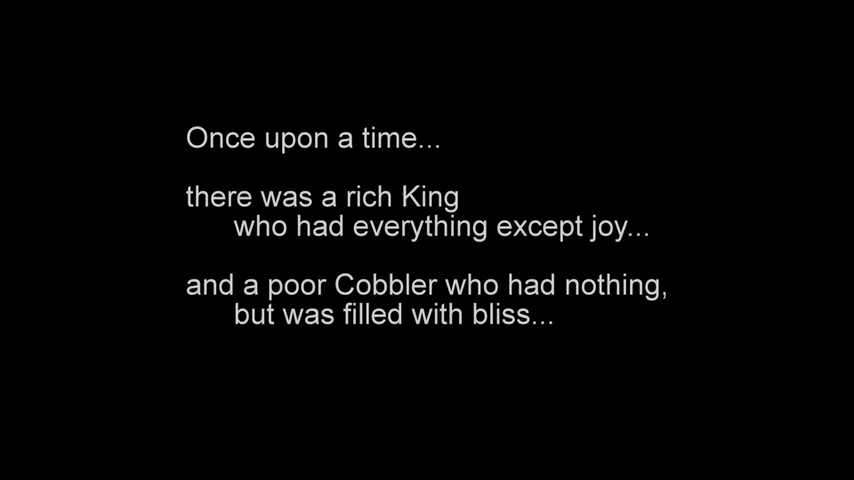 Once upon a time...
there was a rich King
who had everything except joy...
and a poor Cobbler who had nothing,
but was filled with bliss...